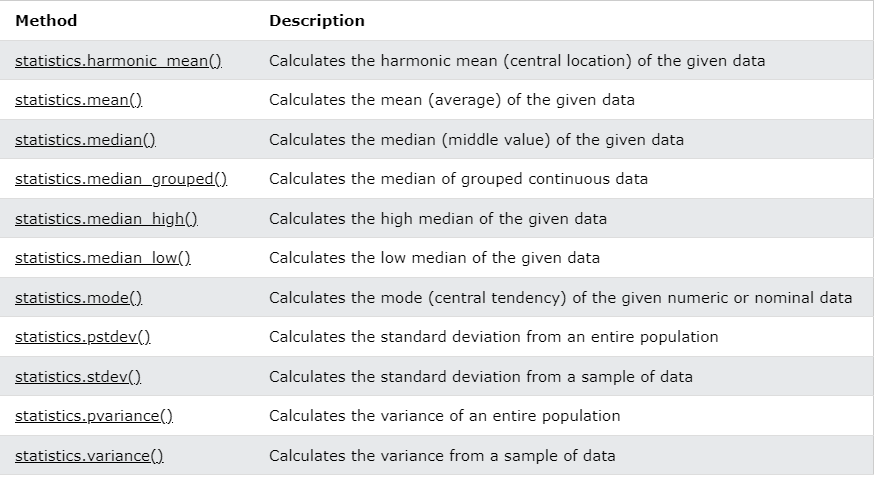 Method Description
statistics.harmonic_mean() Calculates the harmonic mean (central location) of the given data
statistics.mean() Calculates the mean (average) of the given data
statistics.median() Calculates the median (middle value) of the given data
statistics.median_grouped() Calculates the median of grouped continuous data
statistics.median_high() Calculates the high median of the given data
statistics.median_low() Calculates the low median of the given data
statistics.mode() Calculates the mode (central tendency) of the given numeric or nominal data
statistics.pstdev() Calculates the standard deviation from an entire population
statistics.stdev() Calculates the standard deviation from a sample of data
statistics.pvariance() Calculates the variance of an entire population
statistics.variance() Calculates the variance from a sample of data